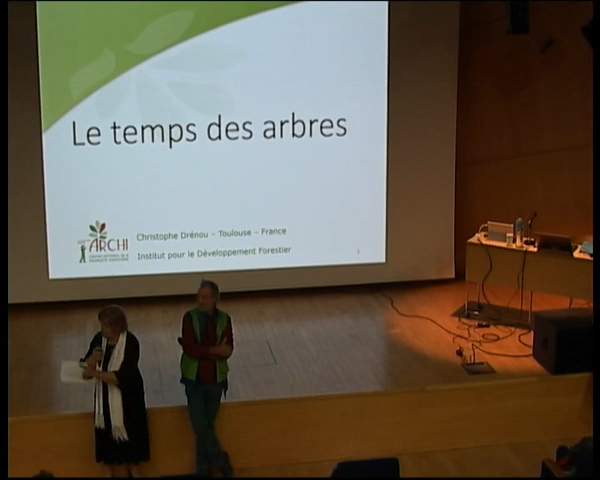 Le temps des arbres
ARCHI
Christophe Drénou – Toulouse – France
Institut pour le Développement Forestier